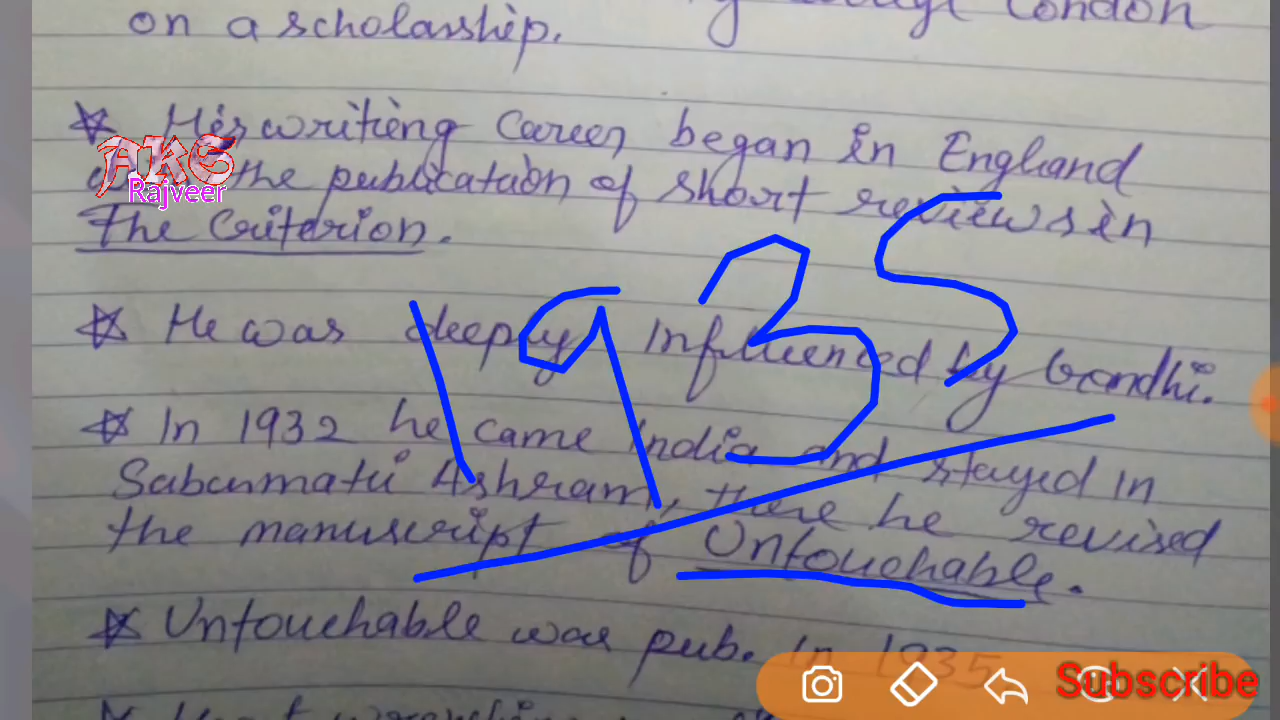 London
on a scholarship.
☆ His writing career began in England
the publication of short reviews in
The Criterion.
AKS
Rajveer
1935
☆ He was deeply influenced by Gandhi.
☆ In 1932 he came India and stayed in
Sabarmati Ashram, there he revised
the manuscript of Untouchable.
☆ Untouchable was pub. in 1935
Subscribe